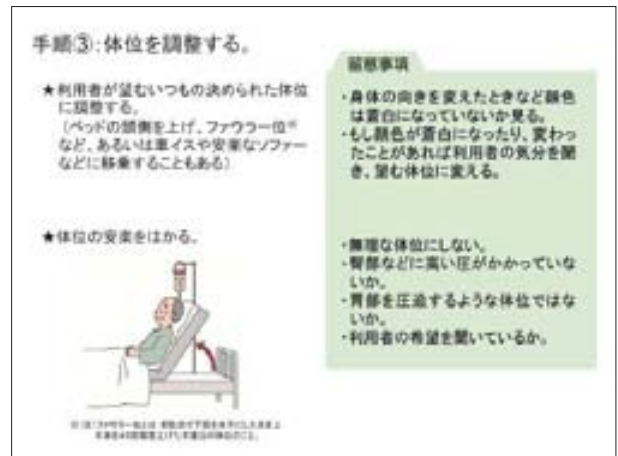 手順③:体位を調整する。
★利用者が望むいつもの決められた体位
に調整する。
(ベッドの頭側を上げ、ファウラー位※
など、あるいは車イスや安楽なソファー
などに移乗することもある)
★体位の安楽をはかる。
留意事項
・身体の向きを変えたときなど顔色
は蒼白になっていないか見る。
・もし顔色が蒼白になったり、変わっ
たことがあれば利用者の気分を聞
き、望む体位に変える。
・無理な体位にしない。
・臀部などに高い圧がかかっていな
いか。
・胃部を圧迫するような体位ではな
いか。
・利用者の希望を聞いているか。